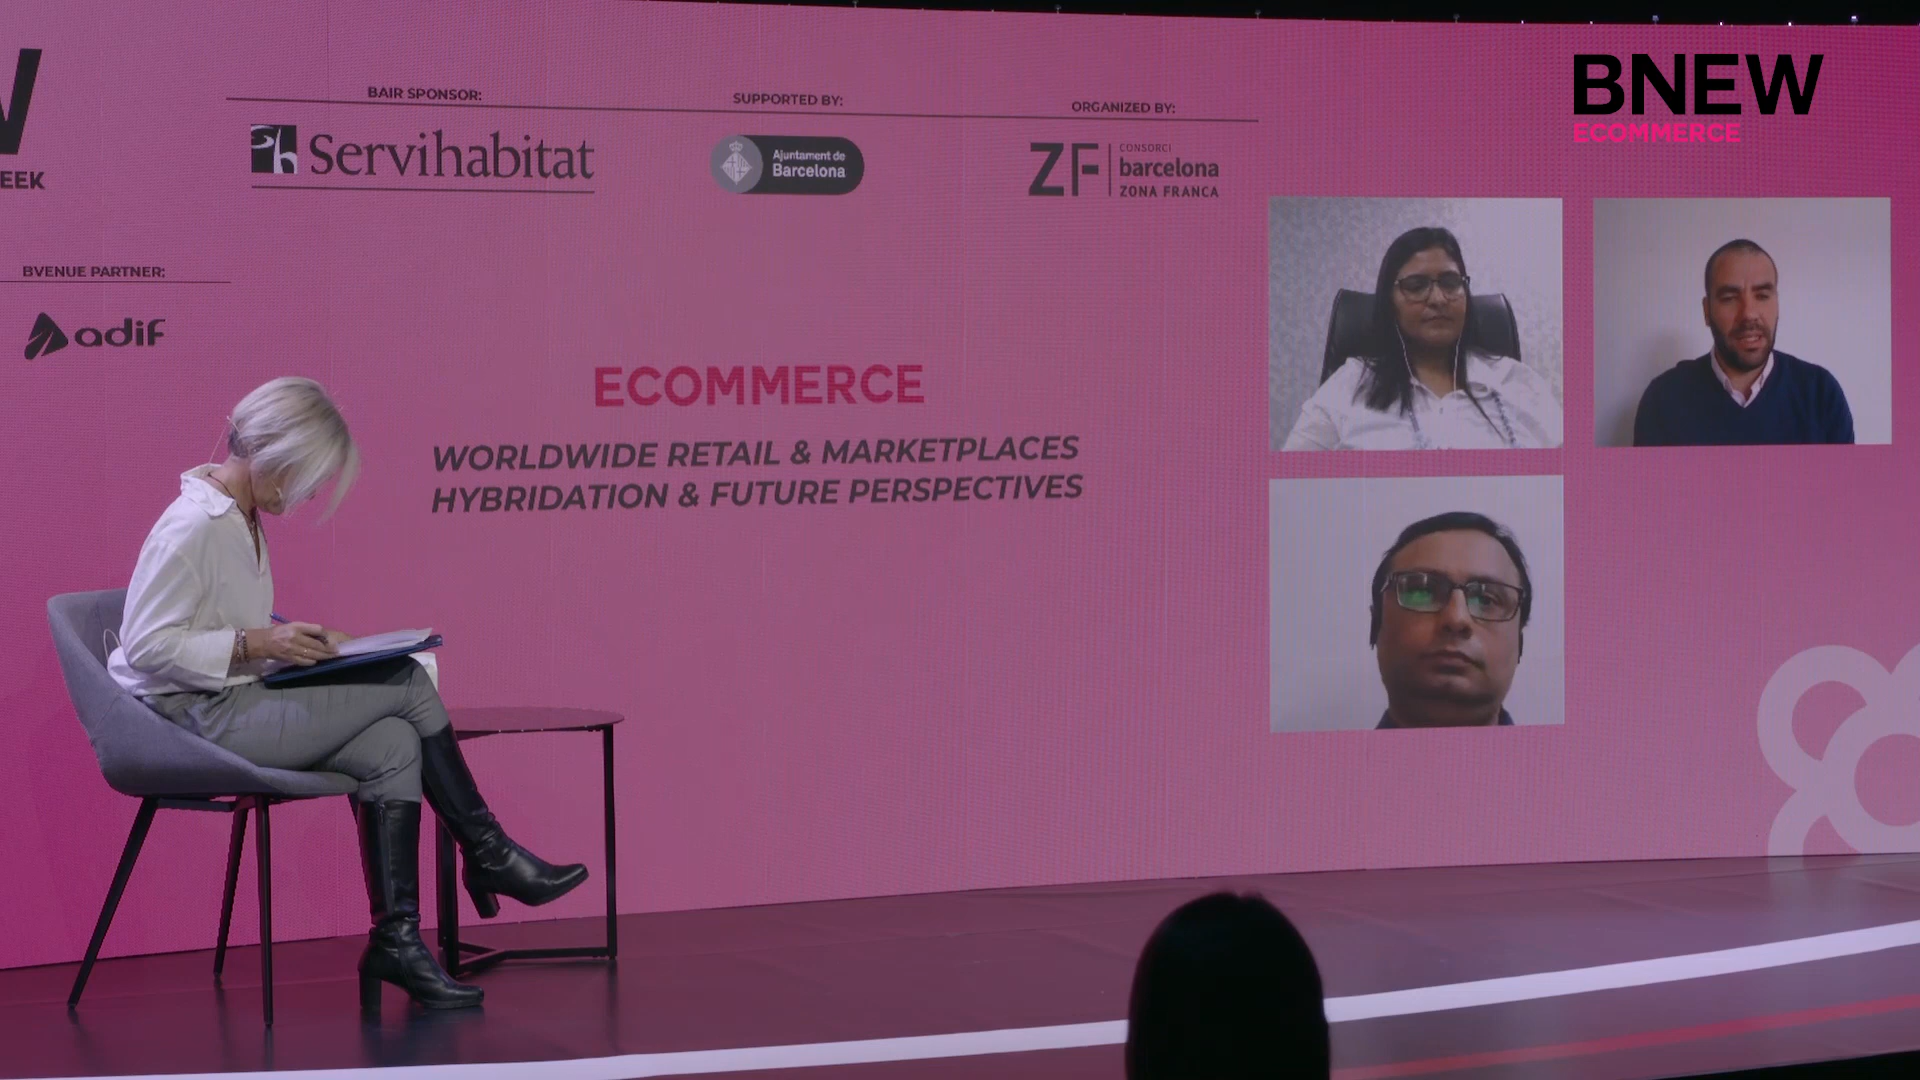 W
EEK
BAIR SPONSOR:
Servihabitat
SUPPORTED BY:
Ajuntament de
Barcelona
ORGANIZED BY:
ZF
CONSORCI
barcelona
ZONA FRANCA
BNEW
ECOMMERCE
BVENUE PARTNER:
adif
ECOMMERCE
WORLDWIDE RETAIL & MARKETPLACES
HYBRIDATION & FUTURE PERSPECTIVES